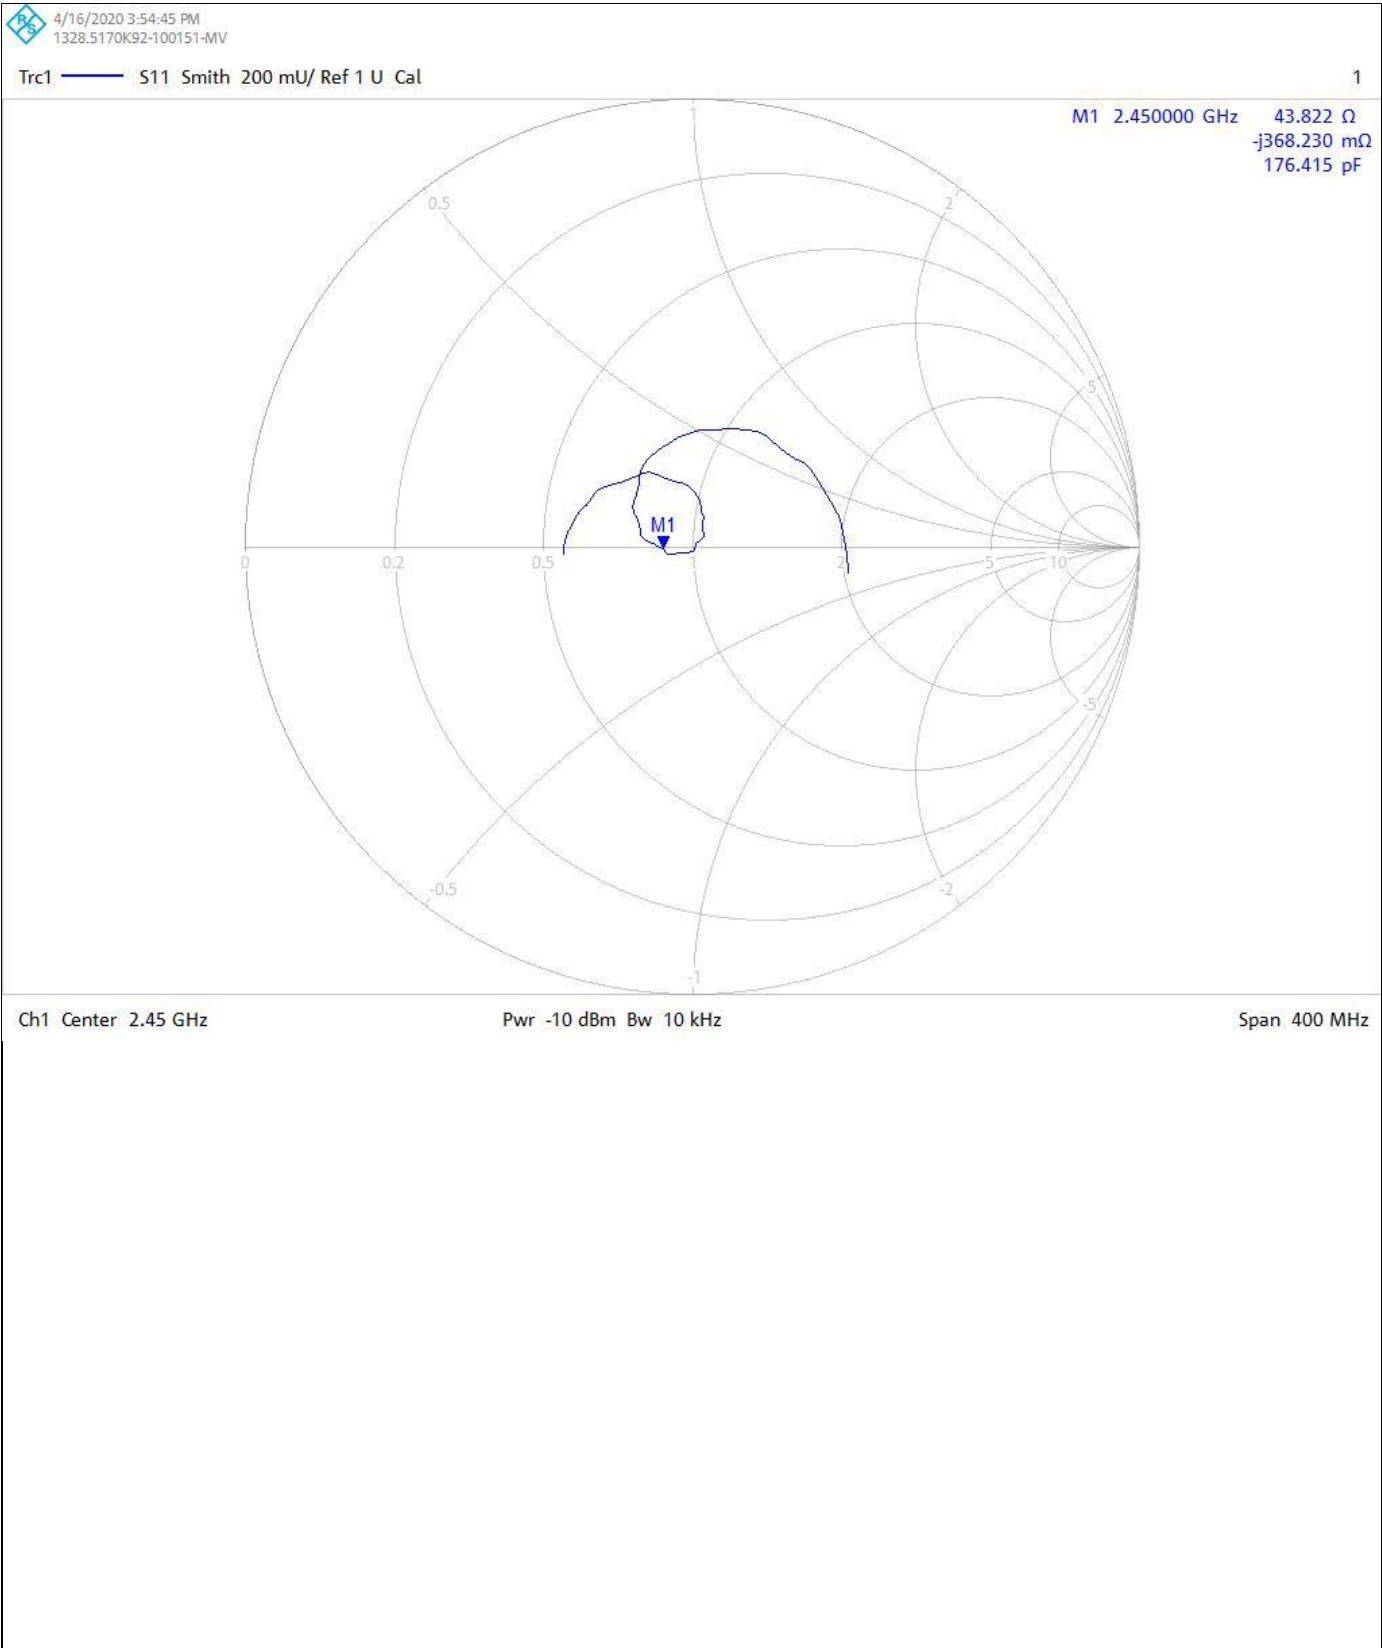 4/16/2020 3:54:45 PM
1328.5170K92-100151-MV
Trc1 S11 Smith 200 mU/ Ref 1 U Cal 1
M1 2.450000 GHz 43.822 Ω
-j368.230 mΩ
176.415 pF
1
0.5 2
5
M1
0 0.2 0.5 1 2 5 10
-5
-0.5 -2
-1
Ch1 Center 2.45 GHz Pwr -10 dBm Bw 10 kHz Span 400 MHz